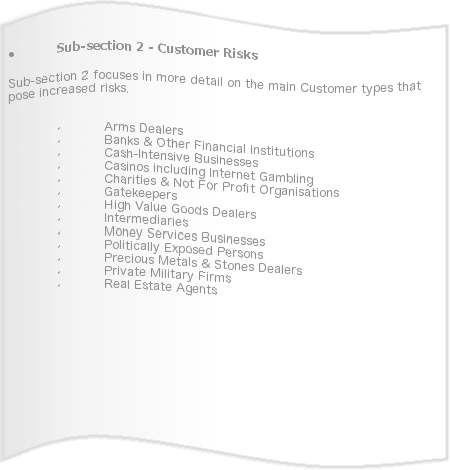 • Sub-section 2 - Customer Risks
Sub-section 2 focuses in more detail on the main Customer types that
pose increased risks.
Arms Dealers
Banks & Other Financial Institutions
Cash-Intensive Businesses
Casinos including Internet Gambling
Charities & Not For Profit Organisations
Gatekeepers
High Value Goods Dealers
Intermediaries
Money Services Businesses
Politically Exposed Persons
Precious Metals & Stones Dealers
Private Military Firms
Real Estate Agents